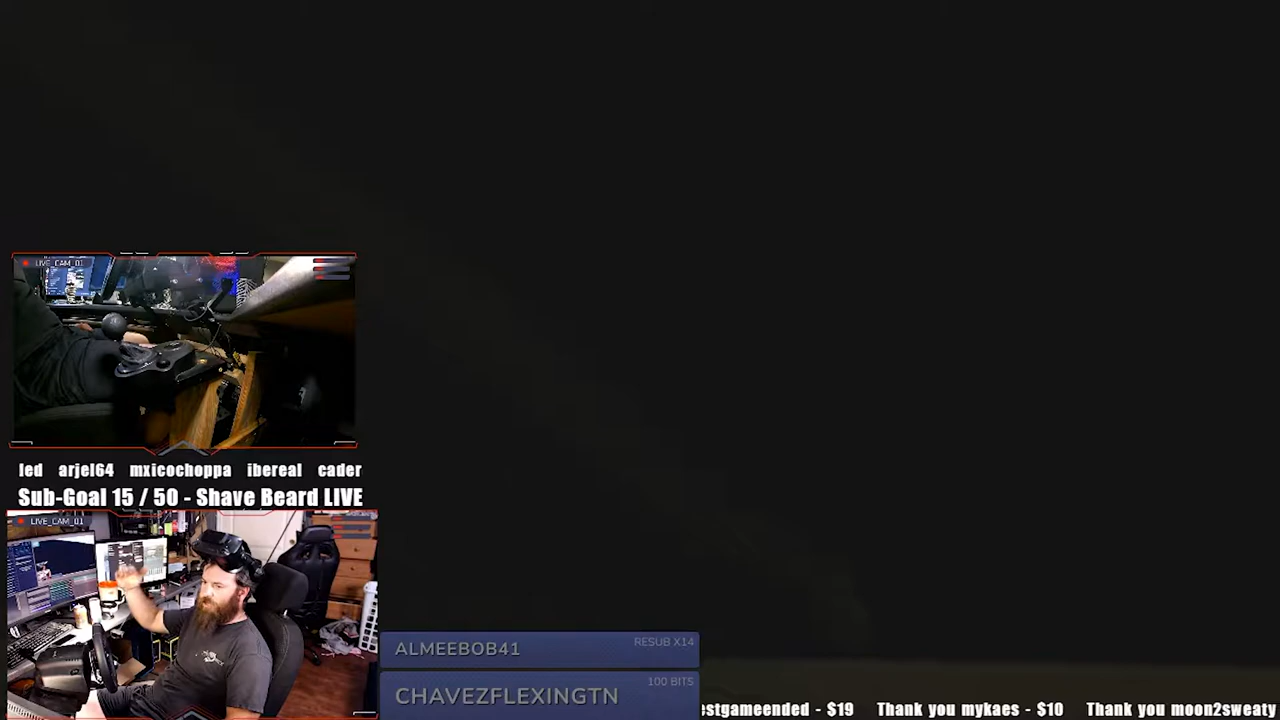 LIVE_CAM_01
led arjel64 mxicochoppa ibereal cader
Sub-Goal 15 / 50 - Shave Beard LIVE
LIVE_CAM_01
ALMEEBOB41 RESUB X14
CHAVEZFLEXINGTN 100 BITS
estgameended - $19 Thank you mykaes - $10 Thank you moon2sweaty